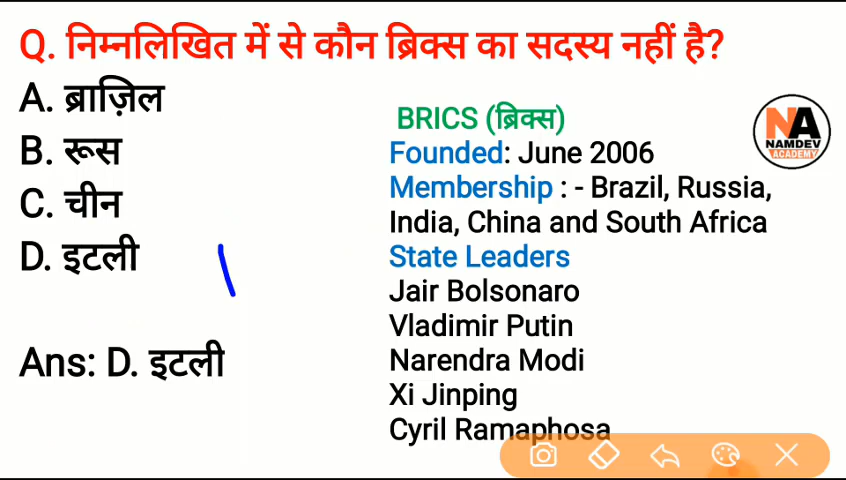 Q. निम्नलिखित में से कौन ब्रिक्स का सदस्य नहीं है?
A. ब्राज़िल
B. रूस
C. चीन
D. इटली
Ans: D. इटली
BRICS (ब्रिक्स)
Founded: June 2006
Membership : - Brazil, Russia,
India, China and South Africa
State Leaders
Jair Bolsonaro
Vladimir Putin
Narendra Modi
Xi Jinping
Cyril Ramaphosa
NA
NAMDEV
ACADEMY